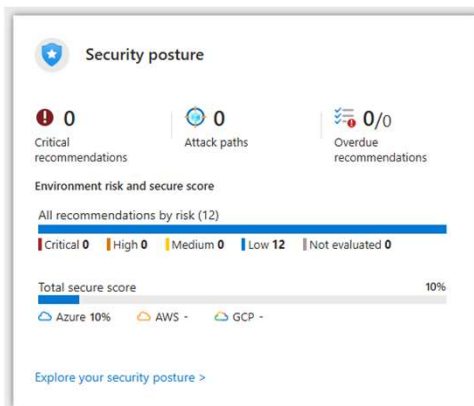 Security posture
0
Critical
recommendations
0
Attack paths
0/0
Overdue
recommendations
Environment risk and secure score
All recommendations by risk (12)
Critical 0 High 0 Medium 0 Low 12 Not evaluated 0
Total secure score 10%
Azure 10% AWS - GCP -
Explore your security posture >